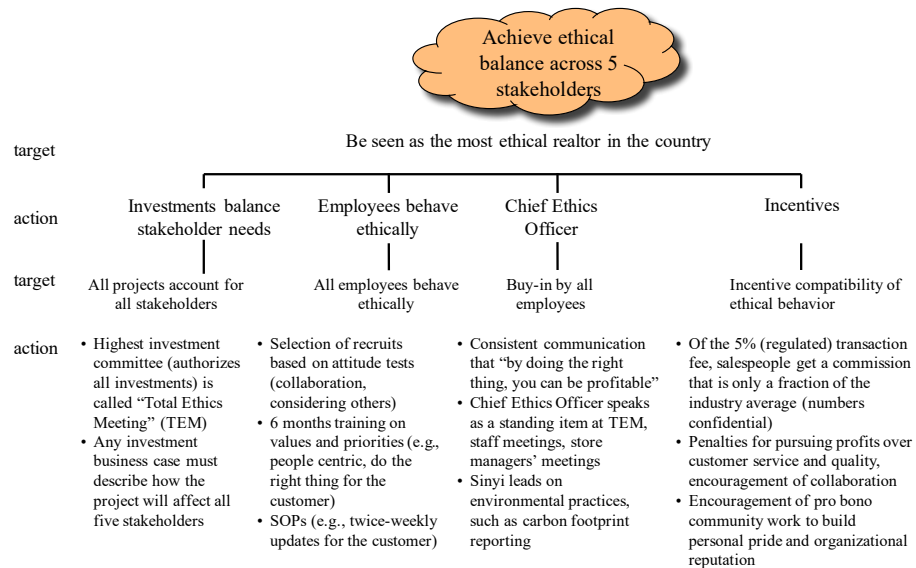 Achieve ethical
balance across 5
stakeholders
target
Be seen as the most ethical realtor in the country
action
Investments balance
stakeholder needs
Employees behave
ethically
Chief Ethics
Officer
Incentives
target
All projects account for
all stakeholders
All employees behave
ethically
Buy-in by all
employees
Incentive compatibility of
ethical behavior
action
• Highest investment
committee (authorizes
all investments) is
called “Total Ethics
Meeting” (TEM)
• Any investment
business case must
describe how the
project will affect all
five stakeholders
• Selection of recruits
based on attitude tests
(collaboration,
considering others)
• 6 months training on
values and priorities (e.g.,
people centric, do the
right thing for the
customer)
• SOPs (e.g., twice-weekly
updates for the customer)
• Consistent communication
that “by doing the right
thing, you can be profitable”
• Chief Ethics Officer speaks
as a standing item at TEM,
staff meetings, store
managers’ meetings
• Sinyi leads on
environmental practices,
such as carbon footprint
reporting
• Of the 5% (regulated) transaction
fee, salespeople get a commission
that is only a fraction of the
industry average (numbers
confidential)
• Penalties for pursuing profits over
customer service and quality,
encouragement of collaboration
• Encouragement of pro bono
community work to build
personal pride and organizational
reputation